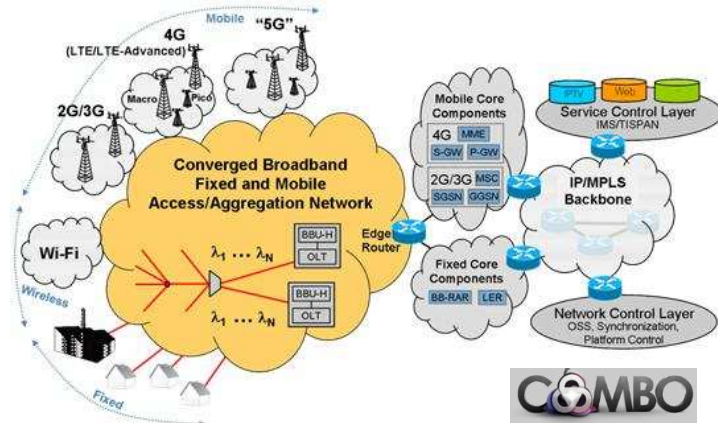 Mobile
4G
(LTE/LTE-Advanced)
"5G"
2G/3G
Macro
Pico
Wi-Fi
Wireless
Fixed
Converged Broadband
Fixed and Mobile
Access/Aggregation Network
λ1 ... λN
BBU-H
OLT
BBU-H
OLT
λ1 ... λN
Edge
Router
Mobile Core
Components
4G MME
S-GW P-GW
2G/3G MSC
SGSN GGSN
Fixed Core
Components
BB-RAR LER
IPTV Web
Service Control Layer
IMS/TISPAN
IP/MPLS
Backbone
Network Control Layer
OSS, Synchronization,
Platform Control
COMBO